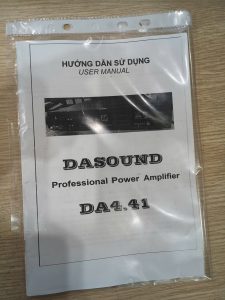 HƯỚNG DẪN SỬ DỤNG
USER MANUAL
DASOUND
Professional Power Amplifier
DA4.41